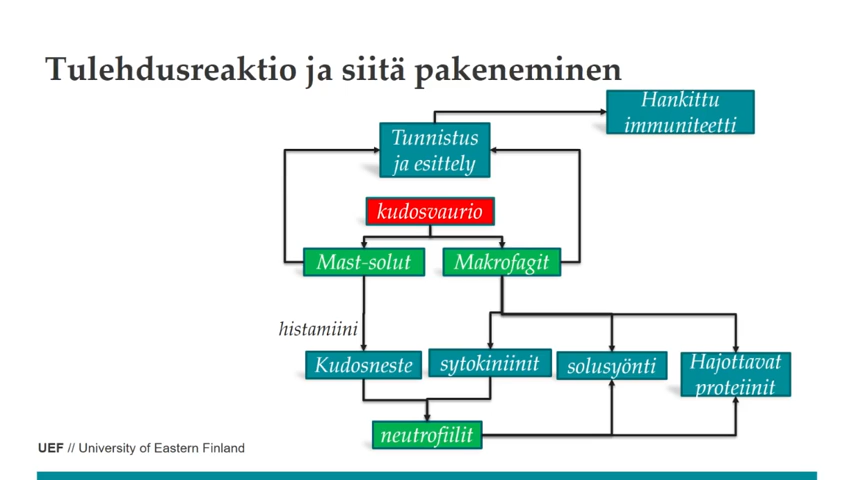 Tulehdusreaktio ja siitä pakeneminen
Hankittu
immuniteetti
Tunnistus
ja esittely
kudosvaurio
Mast-solut
Makrofagit
histamiini
Kudosneste
sytokiniinit
solusyönti
Hajottavat
proteiinit
neutrofiilit
UEF // University of Eastern Finland